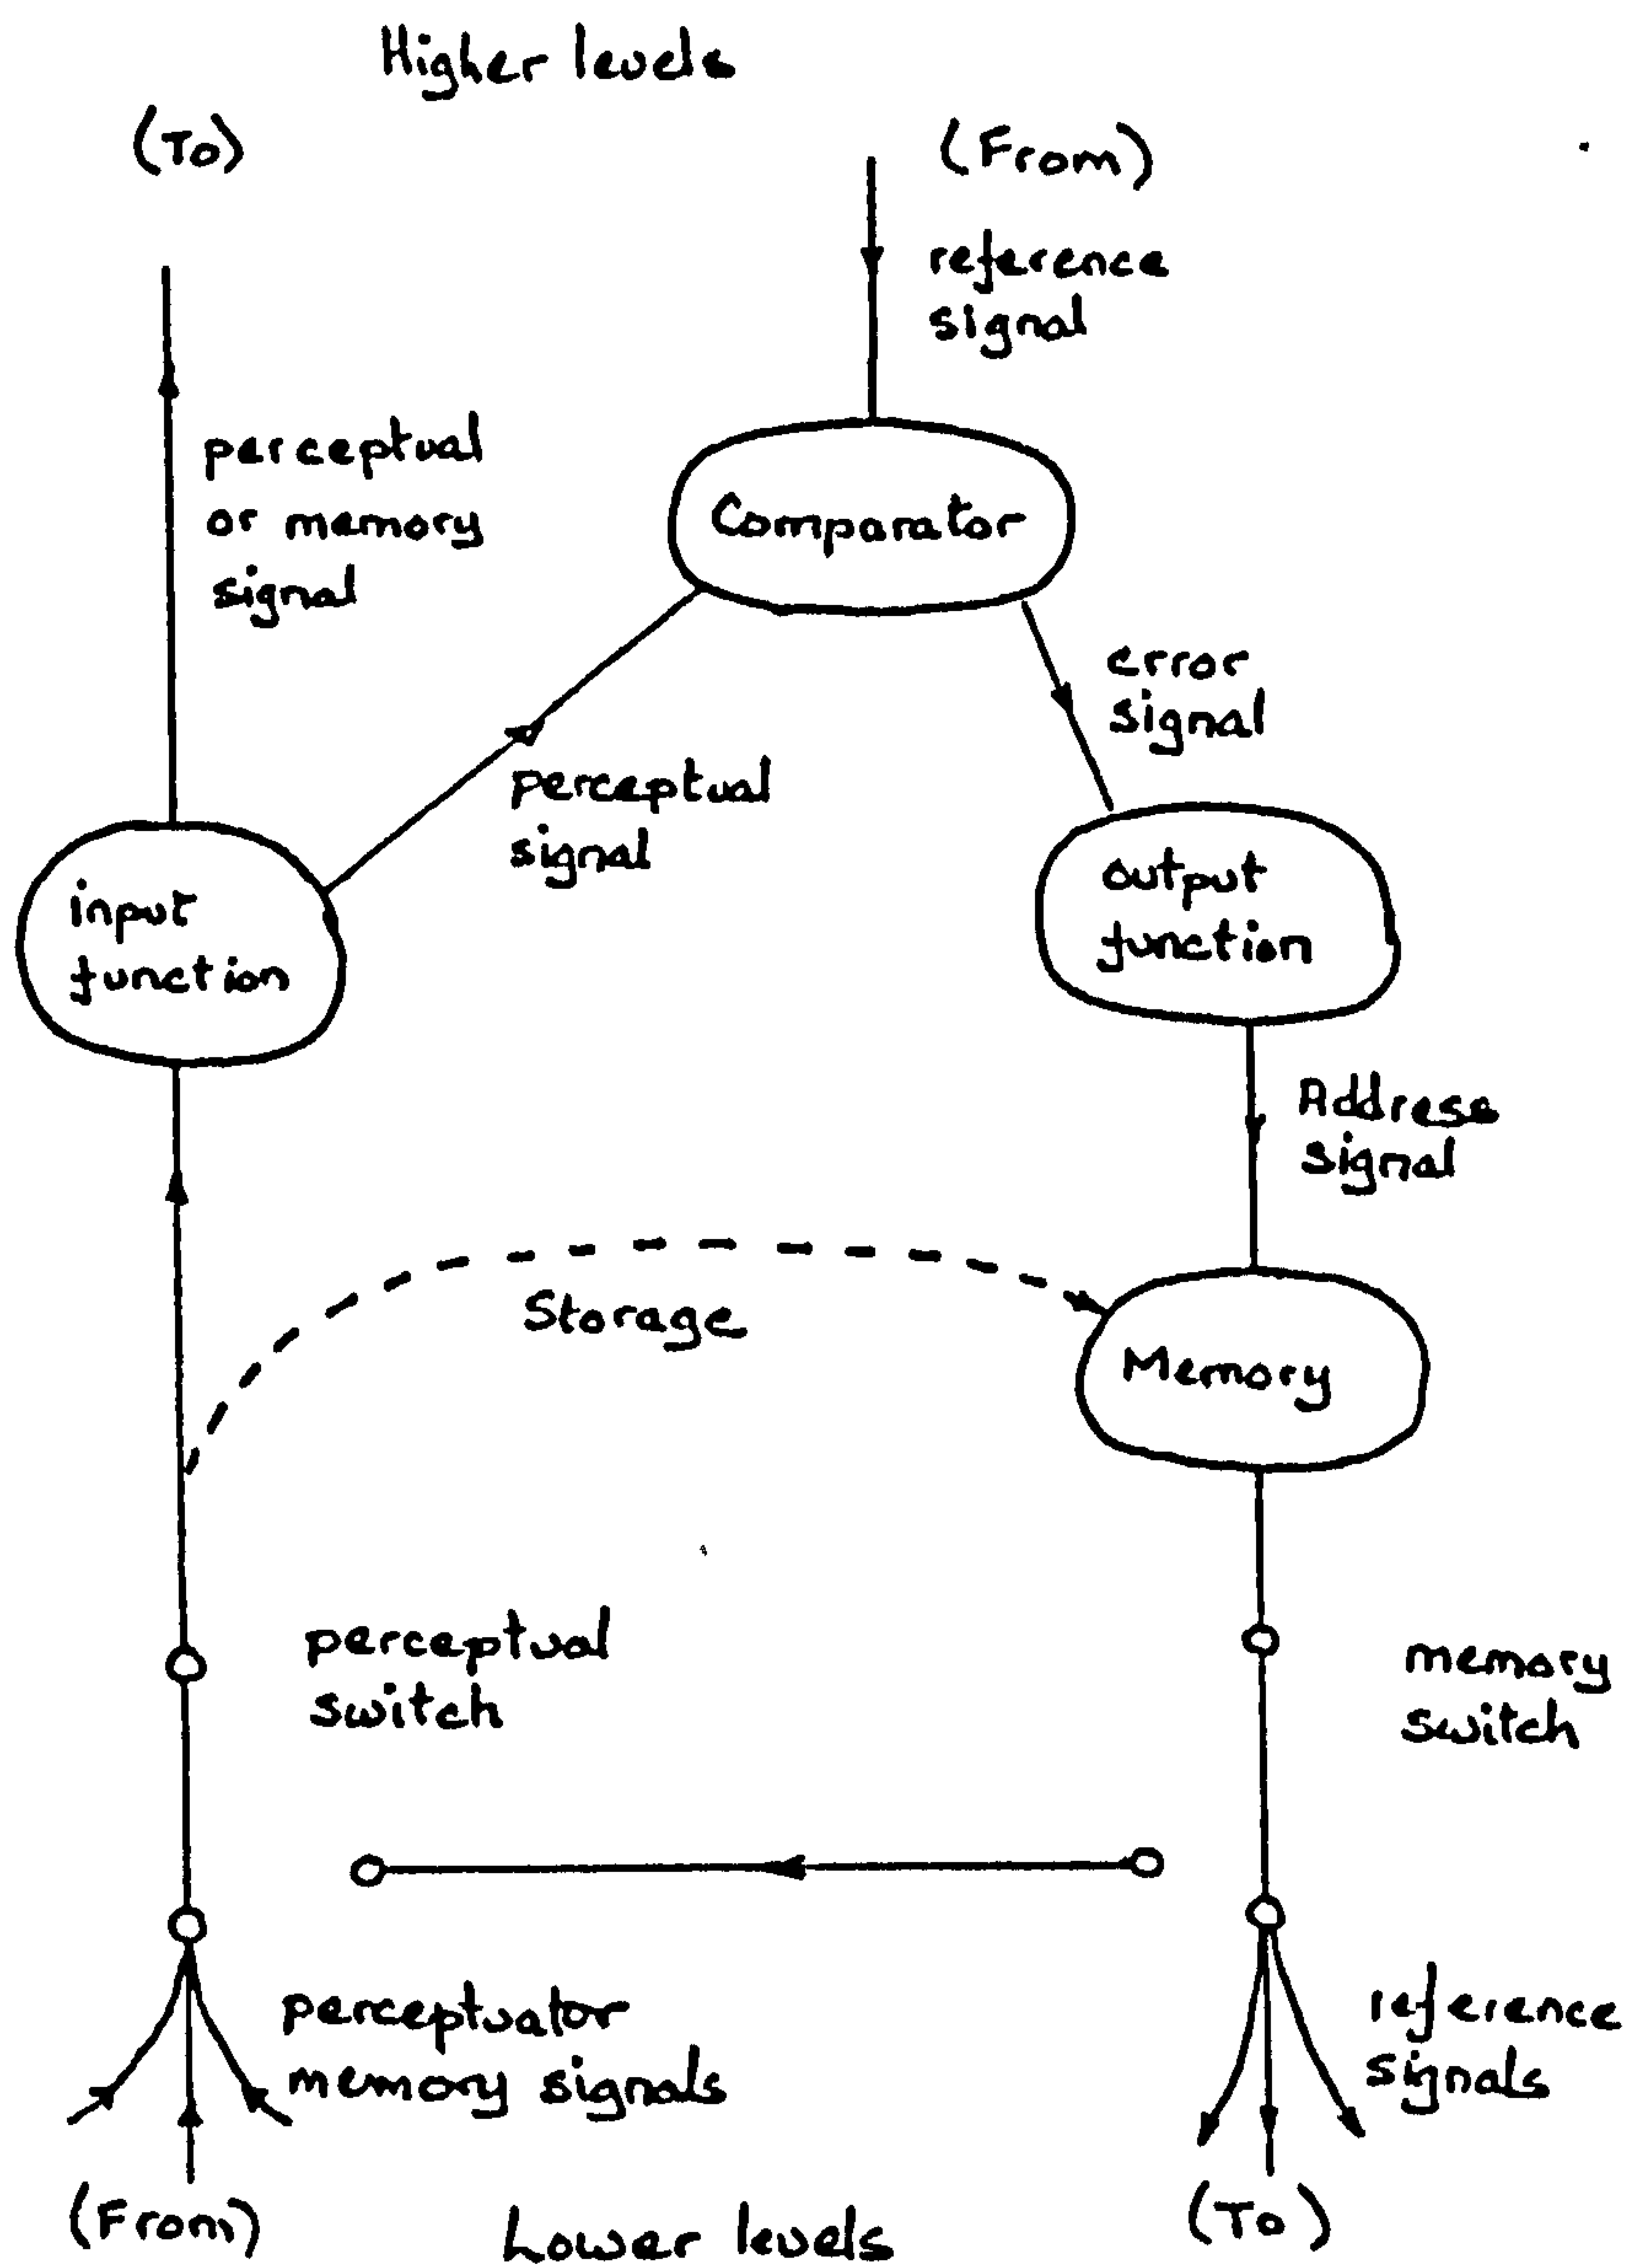 Higher levels
(To)
(From)
reference
signal
perceptual
or memory
signal
Comparator
error
signal
perceptual
signal
input
function
output
function
Address
signal
Storage
Memory
perceptual
switch
memory
switch
perceptuator
memory signals
reference
signals
(From)
Lower levels
(To)